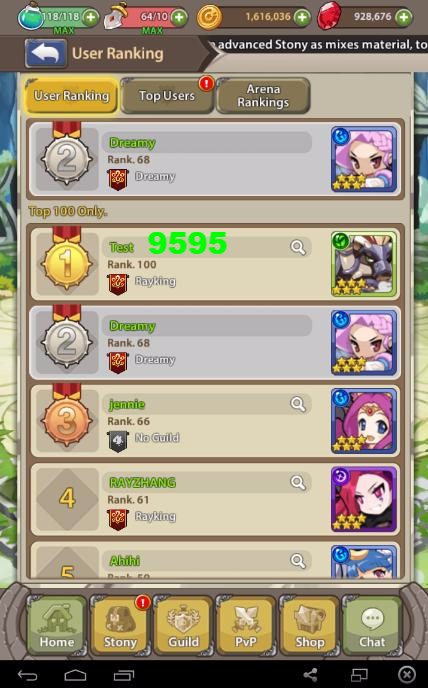 118/118
MAX
64/10
MAX
1,616,036
928,676
User Ranking
advanced Stony as mixes material, to
User Ranking
Top Users
Arena
Rankings
2
Dreamy
Rank. 68
Dreamy
Top 100 Only.
1
Test 9595
Rank. 100
Rayking
2
Dreamy
Rank. 68
Dreamy
3
jennie
Rank. 66
No Guild
4
RAYZHANG
Rank. 61
Rayking
5
Ahihi
Home
Stony
Guild
PvP
Shop
Chat